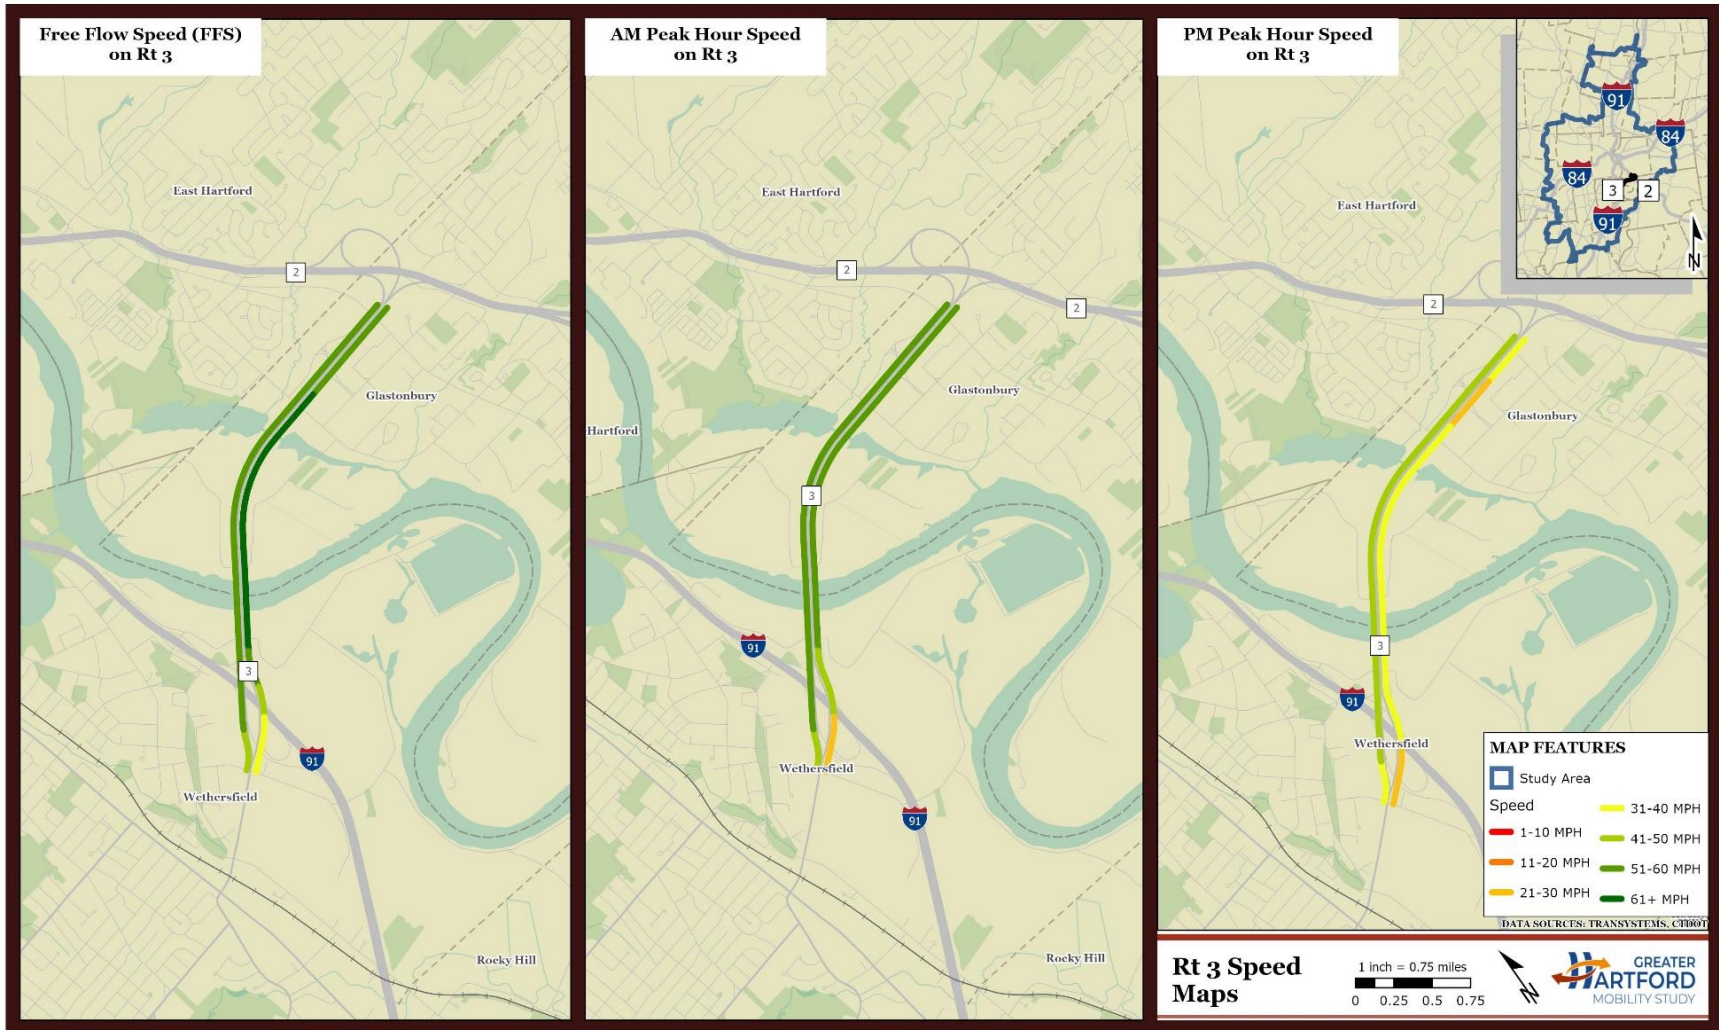 Free Flow Speed (FFS)
on Rt 3
East Hartford
2
Glastonbury
3
91
Wethersfield
Rocky Hill
AM Peak Hour Speed
on Rt 3
East Hartford
2
2
Glastonbury
Hartford
3
91
Wethersfield
91
Rocky Hill
PM Peak Hour Speed
on Rt 3
91
84
84
3
2
91
N
East Hartford
2
Glastonbury
3
91
Wethersfield
MAP FEATURES
Study Area
Speed
1-10 MPH
11-20 MPH
21-30 MPH
31-40 MPH
41-50 MPH
51-60 MPH
61+ MPH
DATA SOURCES: TRANSYSTEMS, CTDOT
Rt 3 Speed
Maps
1 inch = 0.75 miles
0 0.25 0.5 0.75
N
GREATER
HARTFORD
MOBILITY STUDY